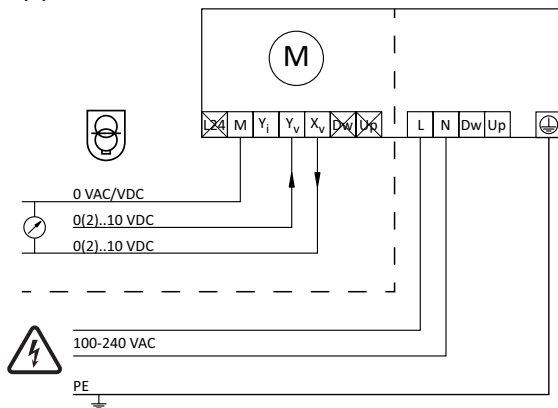 M
L24 M Yi Yv Xv Dw Up L N Dw Up
0 VAC/VDC
0(2)..10 VDC
0(2)..10 VDC
100-240 VAC
PE